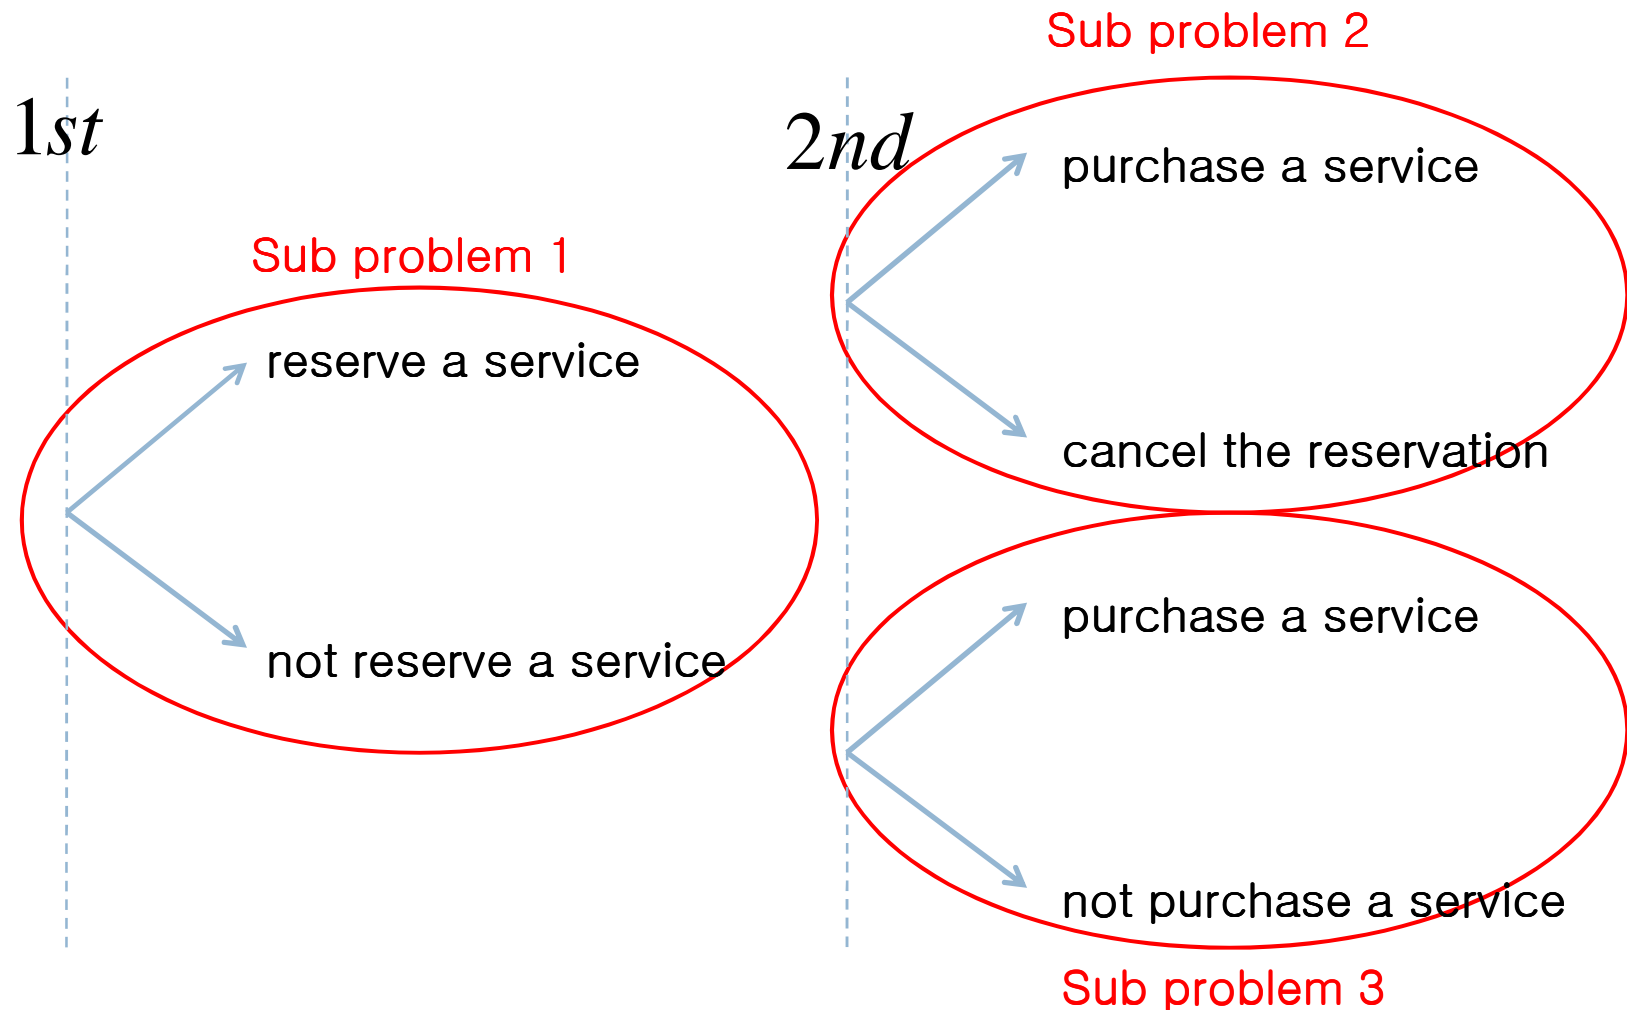 1st
Sub problem 1
reserve a service
not reserve a service
2nd
Sub problem 2
purchase a service
cancel the reservation
purchase a service
not purchase a service
Sub problem 3